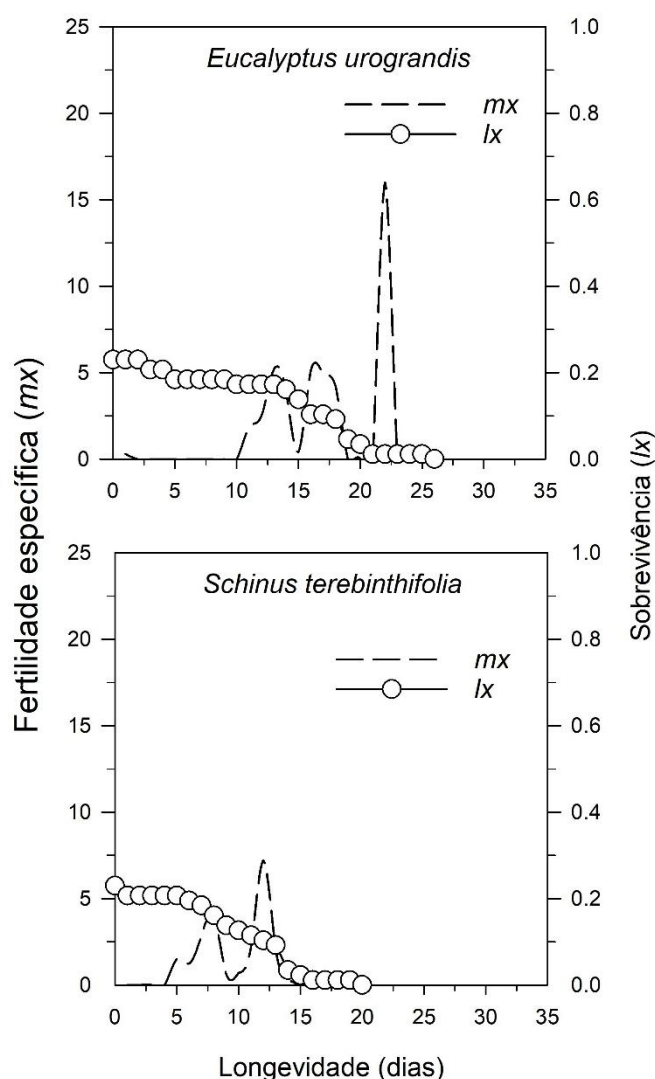 Eucalyptus urograndis
mx
lx
25
20
15
10
5
0
1.0
0.8
0.6
0.4
0.2
0.0
0 5 10 15 20 25 30 35
Fertilidade específica (mx)
Sobrevivência (lx)
Schinus terebinthifolia
mx
lx
25
20
15
10
5
0
1.0
0.8
0.6
0.4
0.2
0.0
0 5 10 15 20 25 30 35
Longevidade (dias)